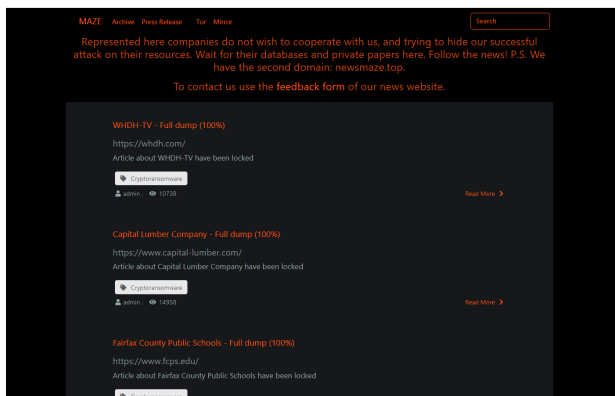 MAZE Archive Press Release Tor Mirror Search
Represented here companies do not wish to cooperate with us, and trying to hide our successful
attack on their resources. Wait for their databases and private papers here. Follow the news! P.S. We
have the second domain: newsmaze.top.
To contact us use the feedback form of our news website.
WHDH-TV - Full dump (100%)
https://whdh.com/
Article about WHDH-TV have been locked
Cryptoransomware
admin.. 10738 Read More
Capital Lumber Company - Full dump (100%)
https://www.capital-lumber.com/
Article about Capital Lumber Company have been locked
Cryptoransomware
admin.. 14958 Read More
Fairfax County Public Schools - Full dump (100%)
https://www.fcps.edu/
Article about Fairfax County Public Schools have been locked